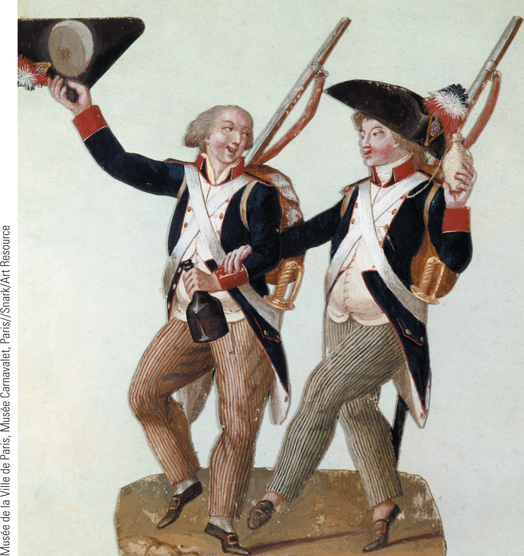 Musée de la Ville de Paris, Musée Carnavalet, Paris//Snark/Art Resource